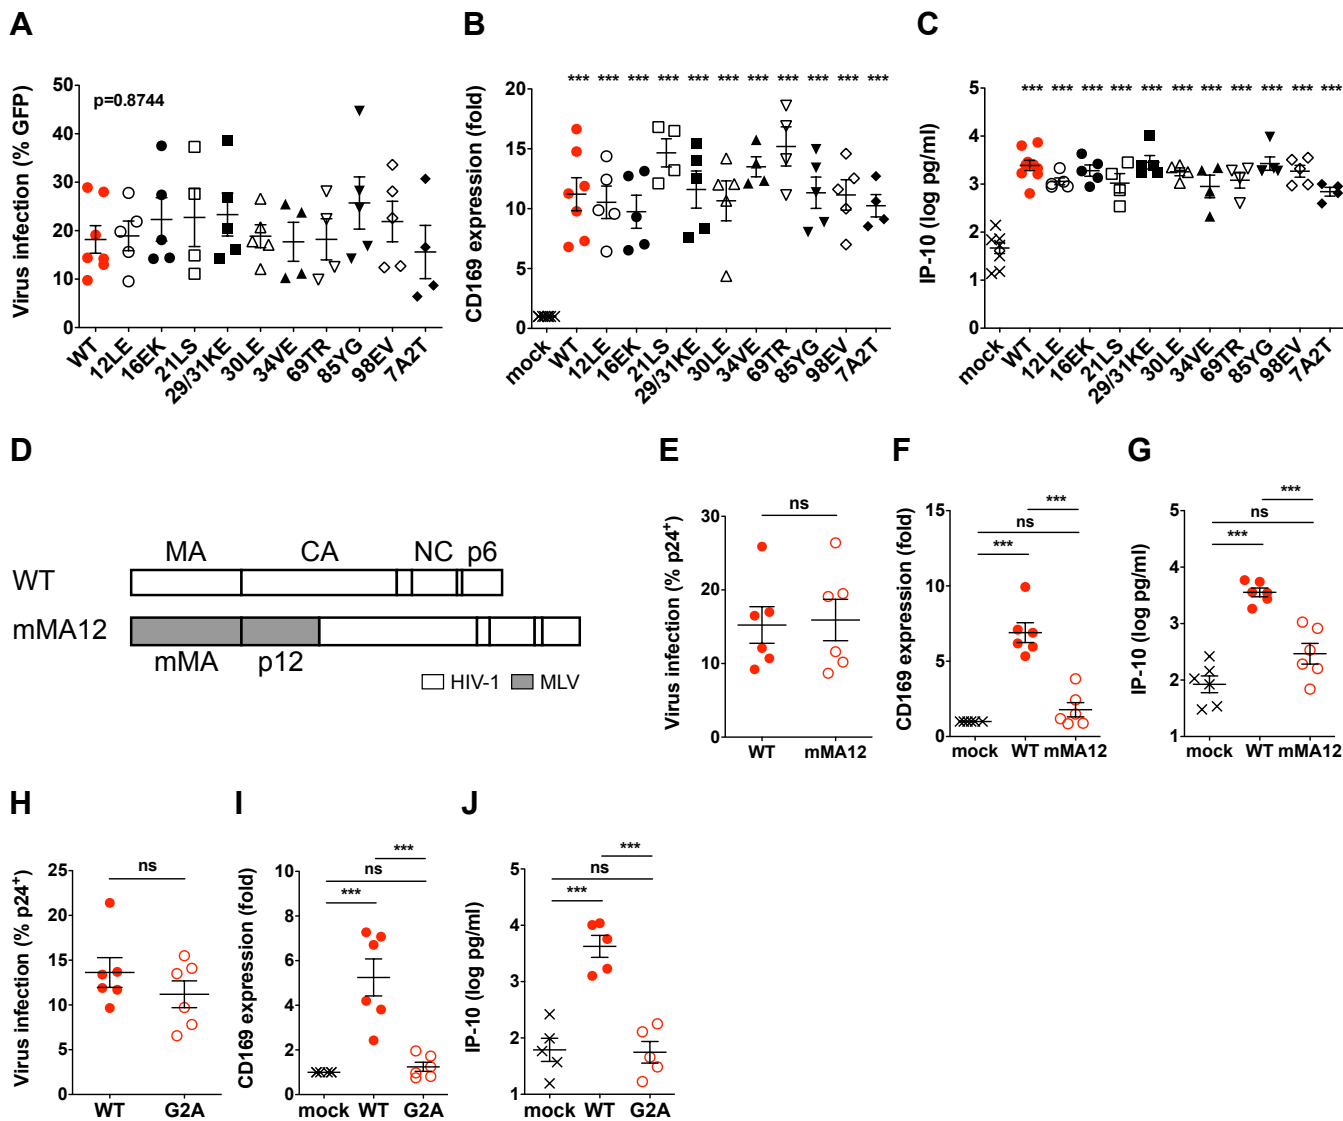 A
Virus infection (% GFP)
50
40
30
20
10
0
p=0.8744
WT
12LE
16EK
21LS
29/31KE
30LE
34VE
69TR
85YG
98EV
7A2T
B
CD169 expression (fold)
20
15
10
5
0
*** *** *** *** *** *** *** *** *** *** ***
mock
WT
12LE
16EK
21LS
29/31KE
30LE
34VE
69TR
85YG
98EV
7A2T
C
IP-10 (log pg/ml)
5
4
3
2
1
0
*** *** *** *** *** *** *** *** *** *** ***
mock
WT
12LE
16EK
21LS
29/31KE
30LE
34VE
69TR
85YG
98EV
7A2T
D
MA CA NC p6
WT
mMA12
mMA p12
HIV-1 MLV
E
Virus infection (% p24⁺)
30
20
10
0
ns
WT mMA12
F
CD169 expression (fold)
15
10
5
0
***
ns
***
mock WT mMA12
G
IP-10 (log pg/ml)
5
4
3
2
1
***
ns
***
mock WT mMA12
H
Virus infection (% p24⁺)
25
20
15
10
5
0
ns
WT G2A
I
CD169 expression (fold)
10
8
6
4
2
0
***
ns
***
mock WT G2A
J
IP-10 (log pg/ml)
5
4
3
2
1
***
ns
***
mock WT G2A